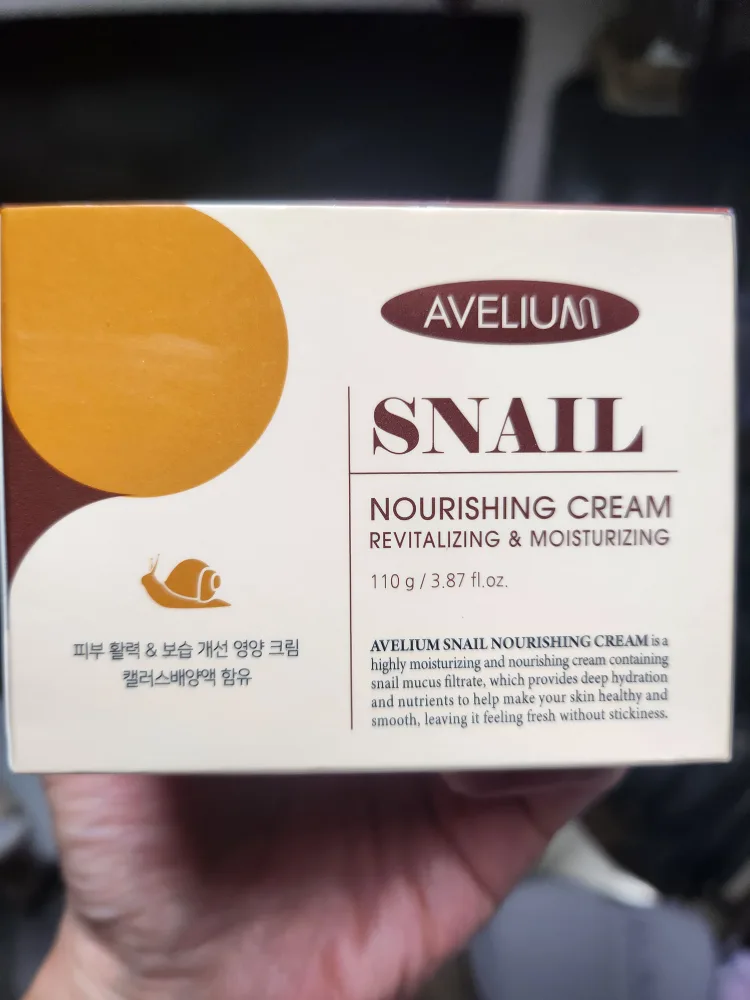 AVELIUM
SNAIL
NOURISHING CREAM
REVITALIZING & MOISTURIZING
110 g / 3.87 fl.oz.
AVELIUM SNAIL NOURISHING CREAM is a
highly moisturizing and nourishing cream containing
snail mucus filtrate, which provides deep hydration
and nutrients to help make your skin healthy and
smooth, leaving it feeling fresh without stickiness.
피부 활력 & 보습 개선 영양 크림
캘러스배양액 함유